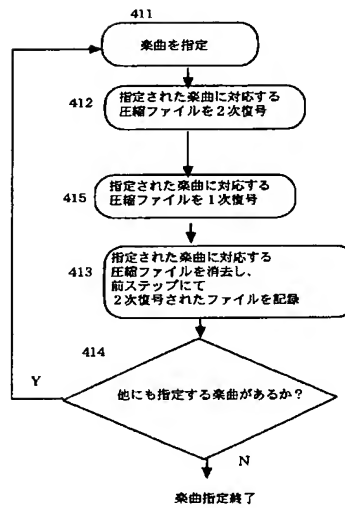 411
楽曲を指定
412
指定された楽曲に対応する
圧縮ファイルを2次復号
415
指定された楽曲に対応する
圧縮ファイルを1次復号
413
指定された楽曲に対応する
圧縮ファイルを消去し、
前ステップにて
2次復号されたファイルを記録
414
Y
他にも指定する楽曲があるか?
N
楽曲指定終了